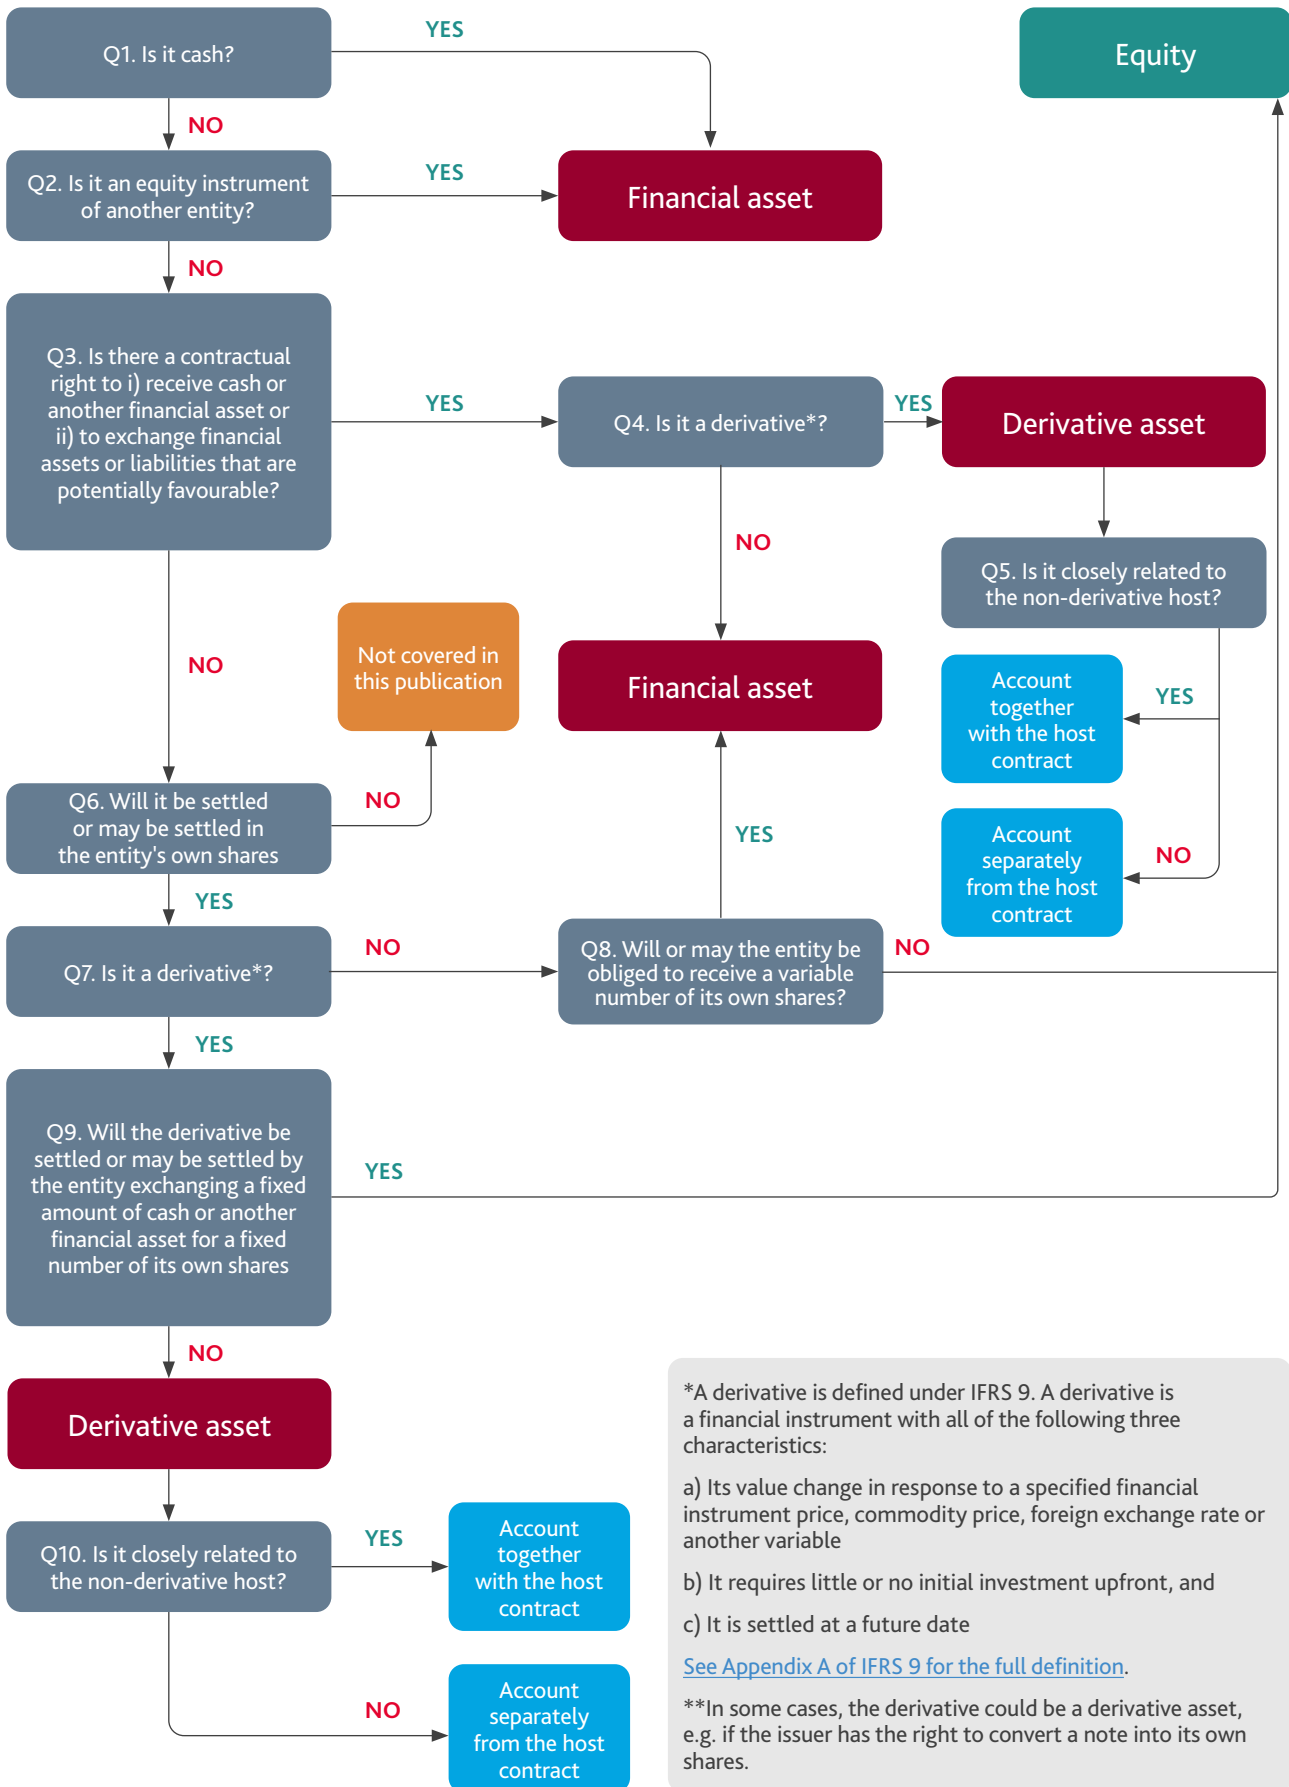 Q1. Is it cash?
YES
Equity
NO
Q2. Is it an equity instrument
of another entity?
YES
Financial asset
NO
Q3. Is there a contractual
right to i) receive cash or
another financial asset or
ii) to exchange financial
assets or liabilities that are
potentially favourable?
YES
Q4. Is it a derivative*?
YES
Derivative asset
NO
Q5. Is it closely related to
the non-derivative host?
NO
Not covered in
this publication
Financial asset
Account
together
with the host
contract
YES
Q6. Will it be settled
or may be settled in
the entity's own shares
NO
YES
Account
separately
from the host
contract
NO
YES
Q7. Is it a derivative*?
NO
Q8. Will or may the entity be
obliged to receive a variable
number of its own shares?
NO
YES
Q9. Will the derivative be
settled or may be settled by
the entity exchanging a fixed
amount of cash or another
financial asset for a fixed
number of its own shares
YES
NO
Derivative asset
Q10. Is it closely related to
the non-derivative host?
YES
Account
together
with the host
contract
NO
Account
separately
from the host
contract
*A derivative is defined under IFRS 9. A derivative is
a financial instrument with all of the following three
characteristics:
a) Its value change in response to a specified financial
instrument price, commodity price, foreign exchange rate or
another variable
b) It requires little or no initial investment upfront, and
c) It is settled at a future date
See Appendix A of IFRS 9 for the full definition.
**In some cases, the derivative could be a derivative asset,
e.g. if the issuer has the right to convert a note into its own
shares.